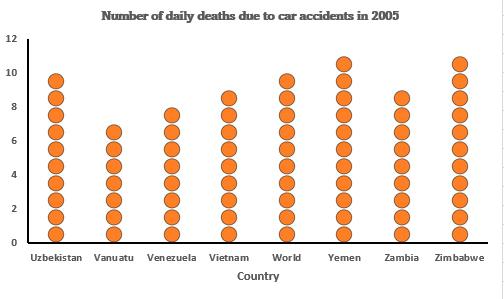 Number of daily deaths due to car accidents in 2005
12
10
8
6
4
2
0
Uzbekistan Vanuatu Venezuela Vietnam World Yemen Zambia Zimbabwe
Country